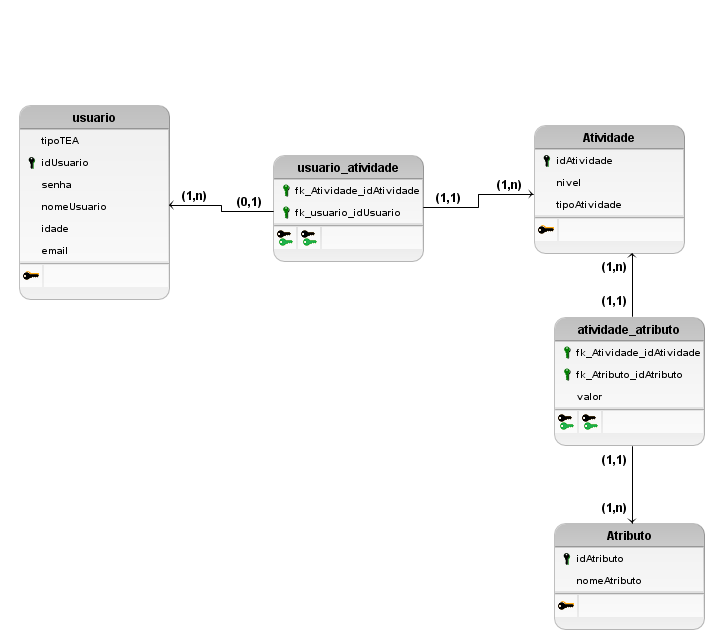 usuario
tipoTEA
idUsuario
senha
nomeUsuario
idade
email
(1,n)
(0,1)
usuario_atividade
fk_Atividade_idAtividade
fk_usuario_idUsuario
(1,1)
(1,n)
Atividade
idAtividade
nivel
tipoAtividade
(1,n)
(1,1)
atividade_atributo
fk_Atividade_idAtividade
fk_Atributo_idAtributo
valor
(1,1)
(1,n)
Atributo
idAtributo
nomeAtributo